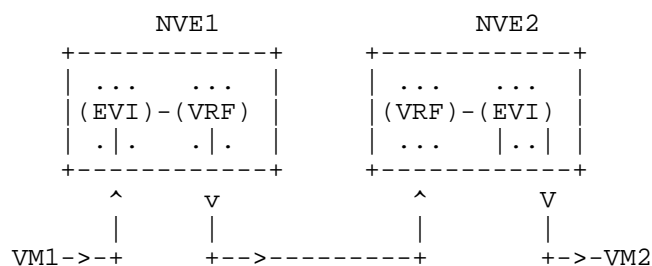 NVE1 NVE2
+------------+ +------------+
| ... ... | | ... ... |
|(EVI)-(VRF) | |(VRF)-(EVI) |
| .|. .|. | | ... |..| |
+------------+ +------------+
^ v ^ V
| | | |
VM1->-+ +-->---------+ +->-VM2